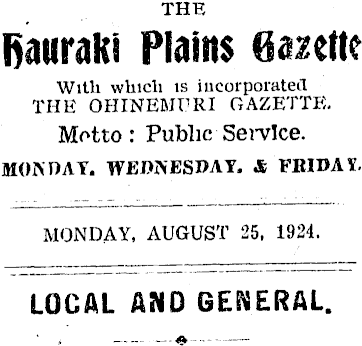 THE
Hauraki Plains Gazette
With which is incorporated
THE OHINEMURI GAZETTE.
Motto: Public Service.
MONDAY, WEDNESDAY, & FRIDAY.
MONDAY, AUGUST 25, 1924.
LOCAL AND GENERAL.